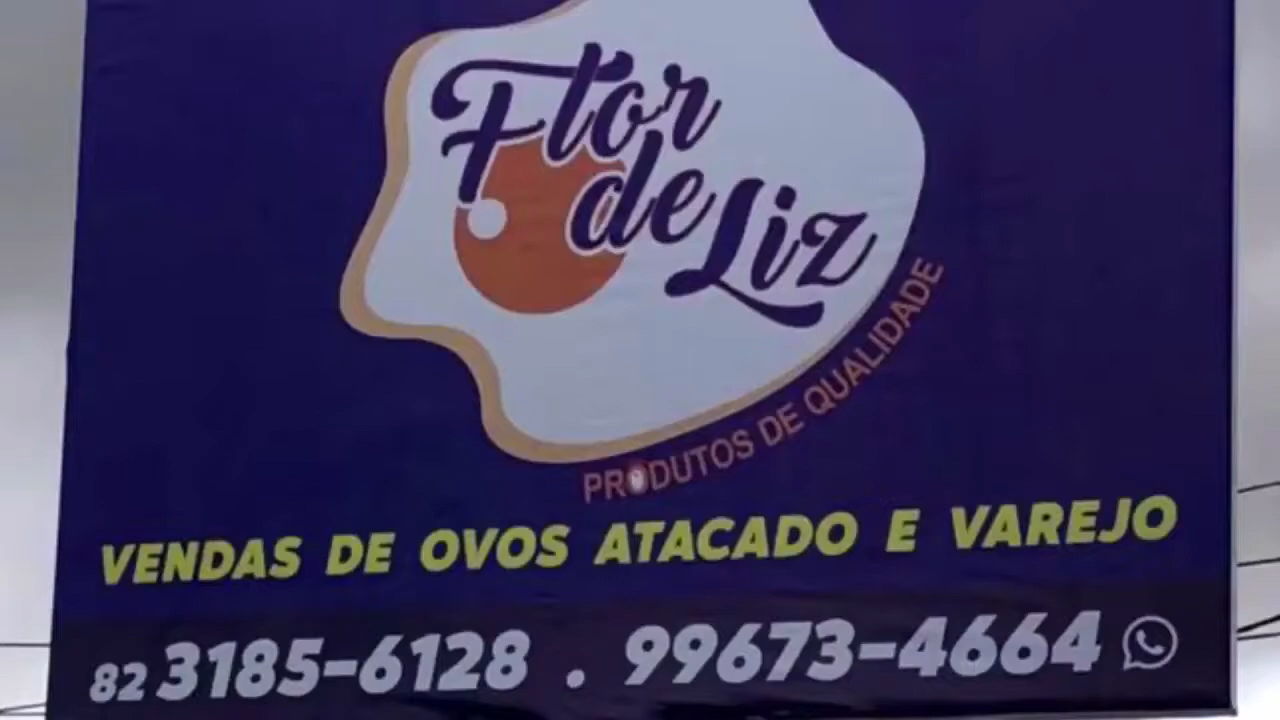 Flor
de Liz
PRODUTOS DE QUALIDADE
VENDAS DE OVOS ATACADO E VAREJO
82 3185-6128 . 99673-4664